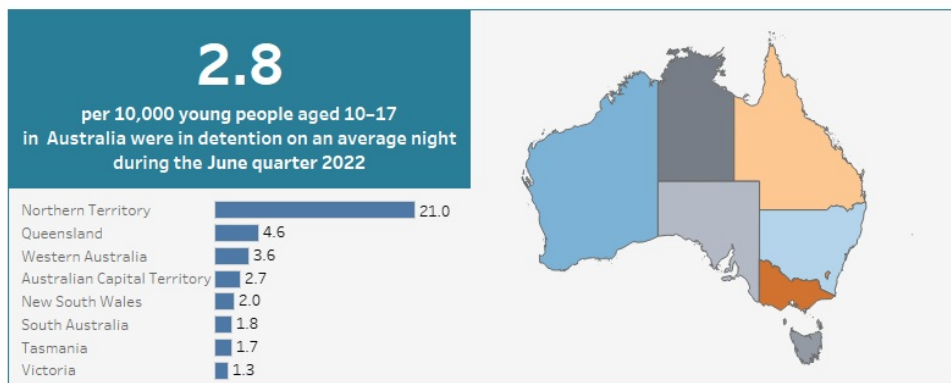 2.8
per 10,000 young people aged 10–17
in Australia were in detention on an average night
during the June quarter 2022
Northern Territory 21.0
Queensland 4.6
Western Australia 3.6
Australian Capital Territory 2.7
New South Wales 2.0
South Australia 1.8
Tasmania 1.7
Victoria 1.3